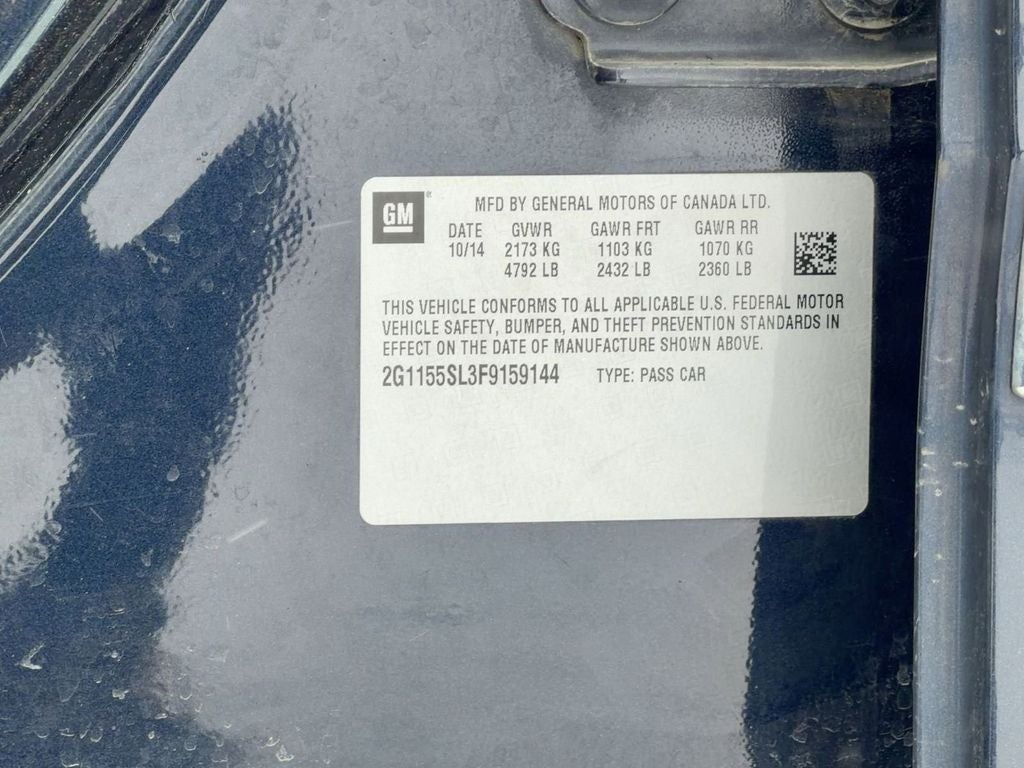 GM
MFD BY GENERAL MOTORS OF CANADA LTD.
DATE GVWR GAWR FRT GAWR RR
10/14 2173 KG 1103 KG 1070 KG
4792 LB 2432 LB 2360 LB
THIS VEHICLE CONFORMS TO ALL APPLICABLE U.S. FEDERAL MOTOR
VEHICLE SAFETY, BUMPER, AND THEFT PREVENTION STANDARDS IN
EFFECT ON THE DATE OF MANUFACTURE SHOWN ABOVE.
2G1155SL3F9159144 TYPE: PASS CAR